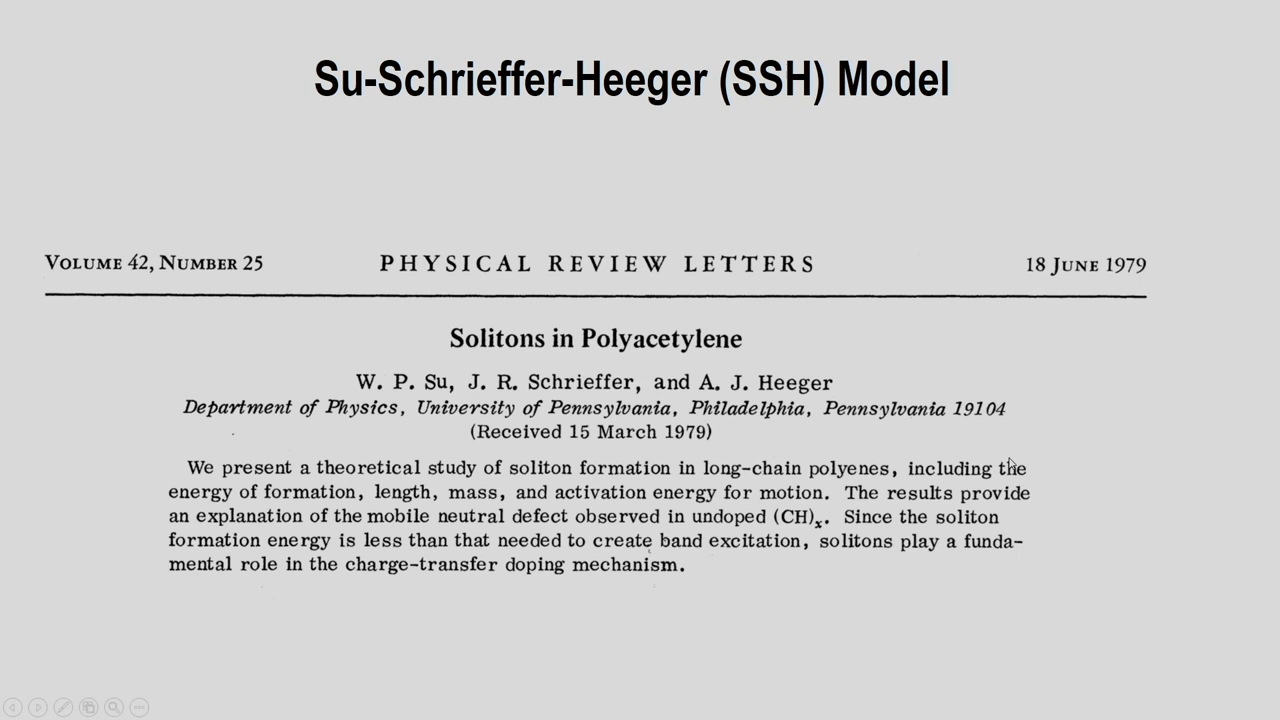 Su-Schrieffer-Heeger (SSH) Model
VOLUME 42, NUMBER 25 PHYSICAL REVIEW LETTERS 18 JUNE 1979
Solitons in Polyacetylene
W. P. Su, J. R. Schrieffer, and A. J. Heeger
Department of Physics, University of Pennsylvania, Philadelphia, Pennsylvania 19104
(Received 15 March 1979)
We present a theoretical study of soliton formation in long-chain polyenes, including the
energy of formation, length, mass, and activation energy for motion. The results provide
an explanation of the mobile neutral defect observed in undoped (CH)ₓ. Since the soliton
formation energy is less than that needed to create band excitation, solitons play a funda-
mental role in the charge-transfer doping mechanism.